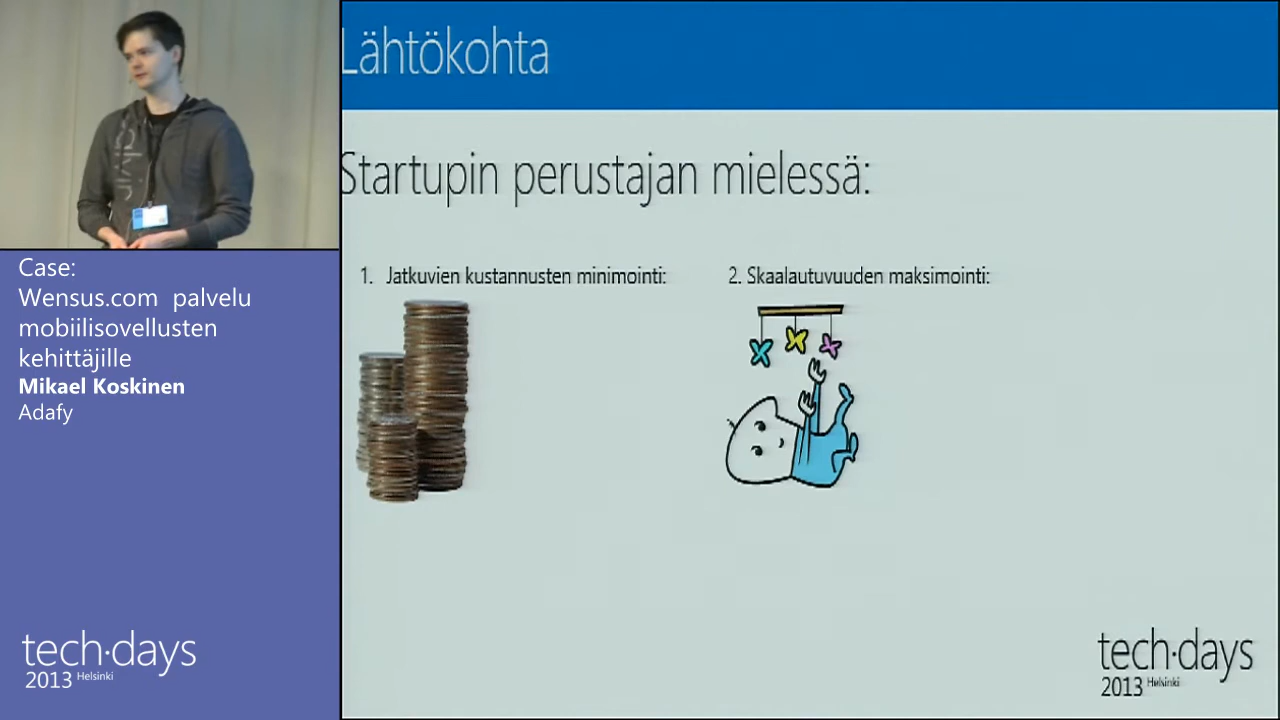 Lähtökohta
Startupin perustajan mielessä:
1. Jatkuvien kustannusten minimointi:
2. Skaalautuvuuden maksimointi:
Case:
Wensus.com palvelu
mobiilisovellusten
kehittäjille
Mikael Koskinen
Adafy
tech·days
2013 Helsinki
tech·days
2013 Helsinki